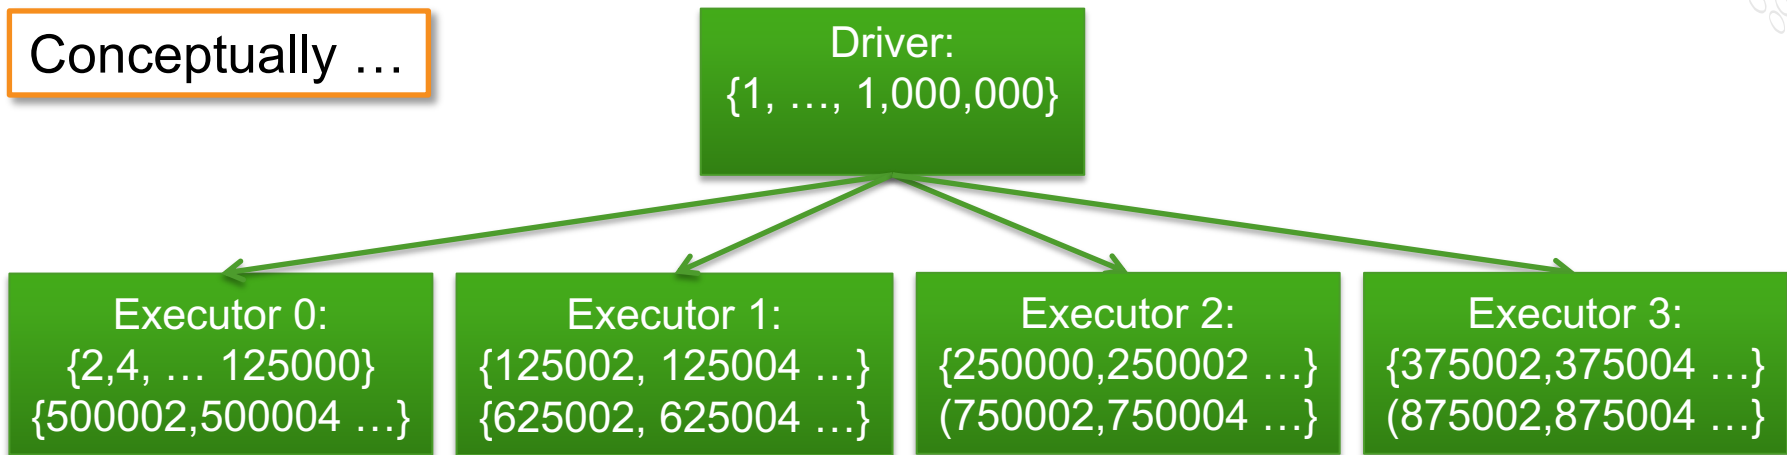 Conceptually …
Driver:
{1, …, 1,000,000}
Executor 0:
{2,4, … 125000}
{500002,500004 …}
Executor 1:
{125002, 125004 …}
{625002, 625004 …}
Executor 2:
{250000,250002 …}
(750002,750004 …}
Executor 3:
{375002,375004 …}
(875002,875004 …}